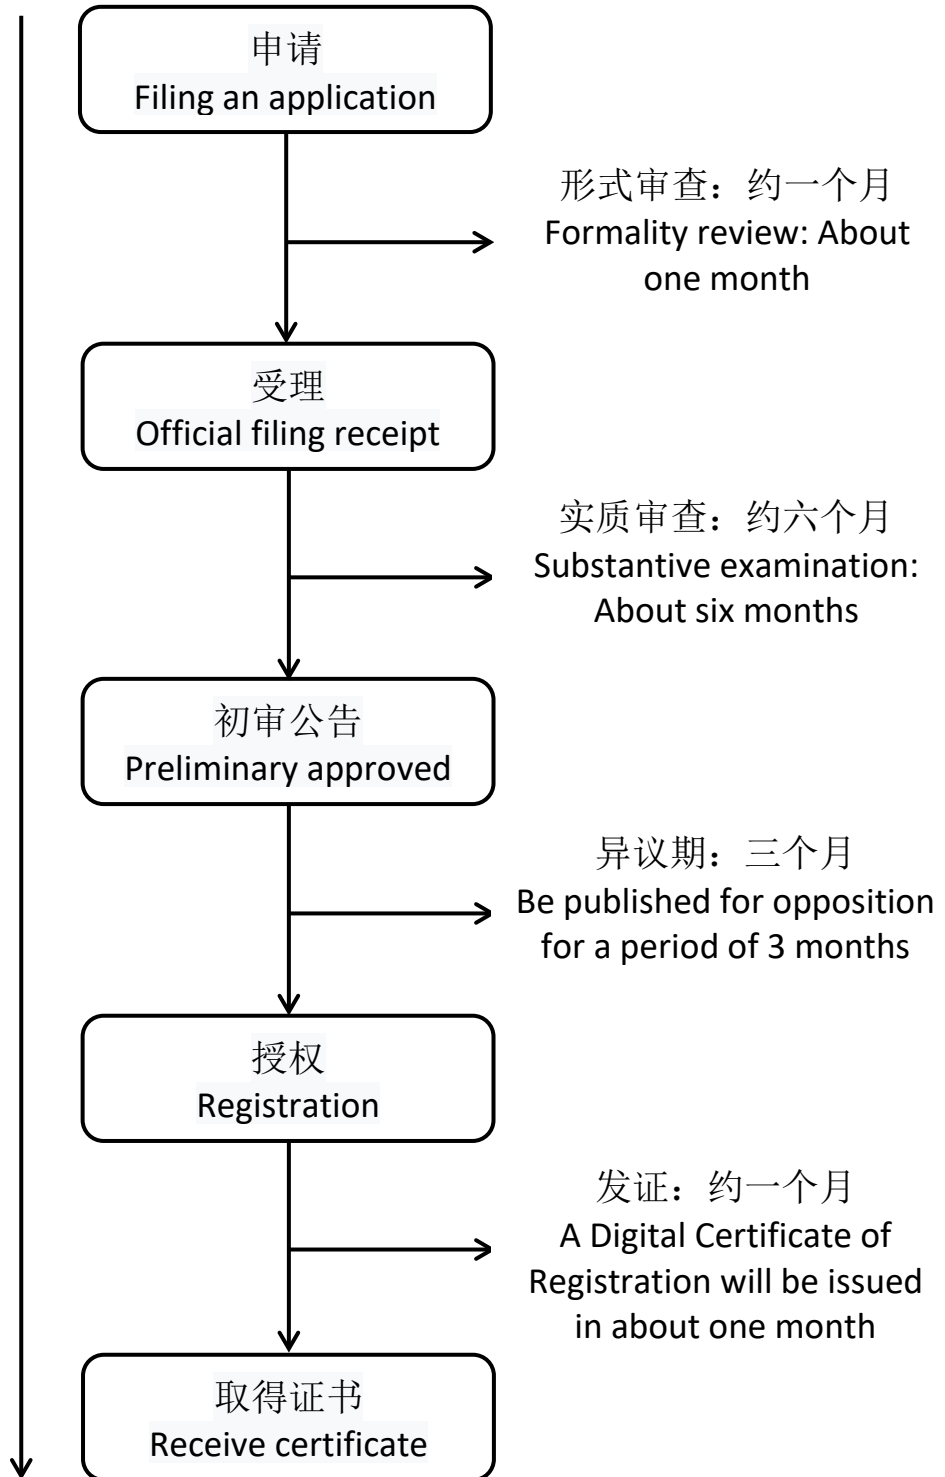 申请
Filing an application
形式审查：约一个月
Formality review: About
one month
受理
Official filing receipt
实质审查：约六个月
Substantive examination:
About six months
初审公告
Preliminary approved
异议期：三个月
Be published for opposition
for a period of 3 months
授权
Registration
发证：约一个月
A Digital Certificate of
Registration will be issued
in about one month
取得证书
Receive certificate